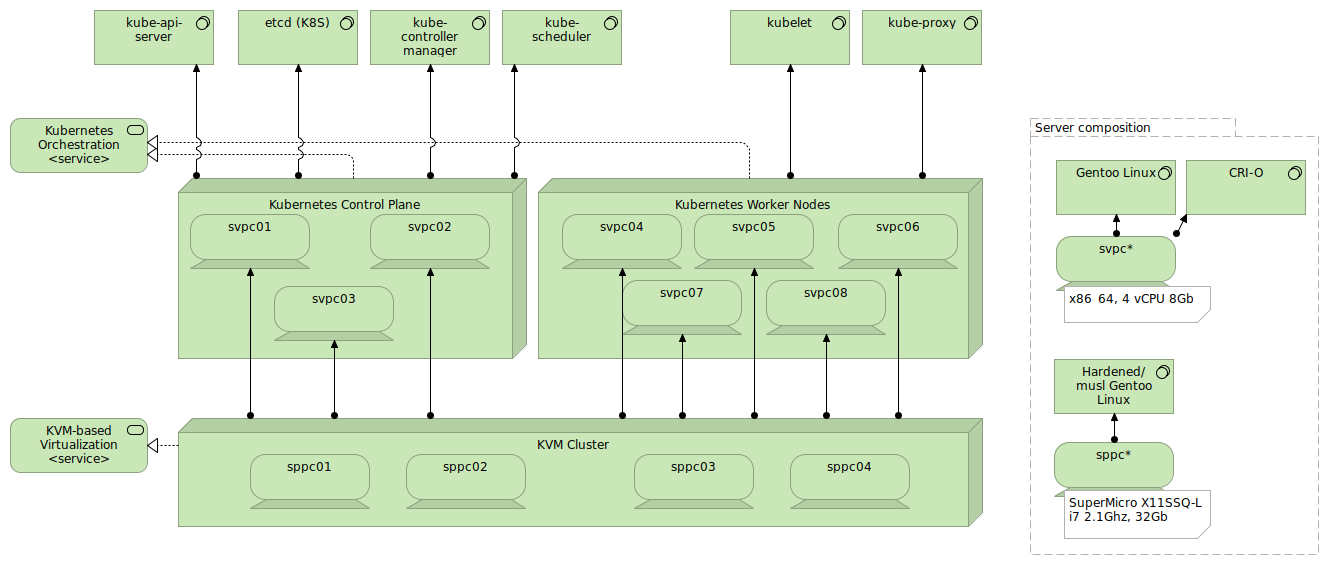 kube-api-
server
etcd (K8S)
kube-
controller
manager
kube-
scheduler
kubelet
kube-proxy
Kubernetes
Orchestration
<service>
Kubernetes Control Plane
svpc01
svpc02
svpc03
Kubernetes Worker Nodes
svpc04
svpc05
svpc06
svpc07
svpc08
KVM-based
Virtualization
<service>
KVM Cluster
sppc01
sppc02
sppc03
sppc04
Server composition
Gentoo Linux
CRI-O
svpc*
x86 64, 4 vCPU 8Gb
Hardened/
musl Gentoo
Linux
sppc*
SuperMicro X11SSQ-L
i7 2.1Ghz, 32Gb